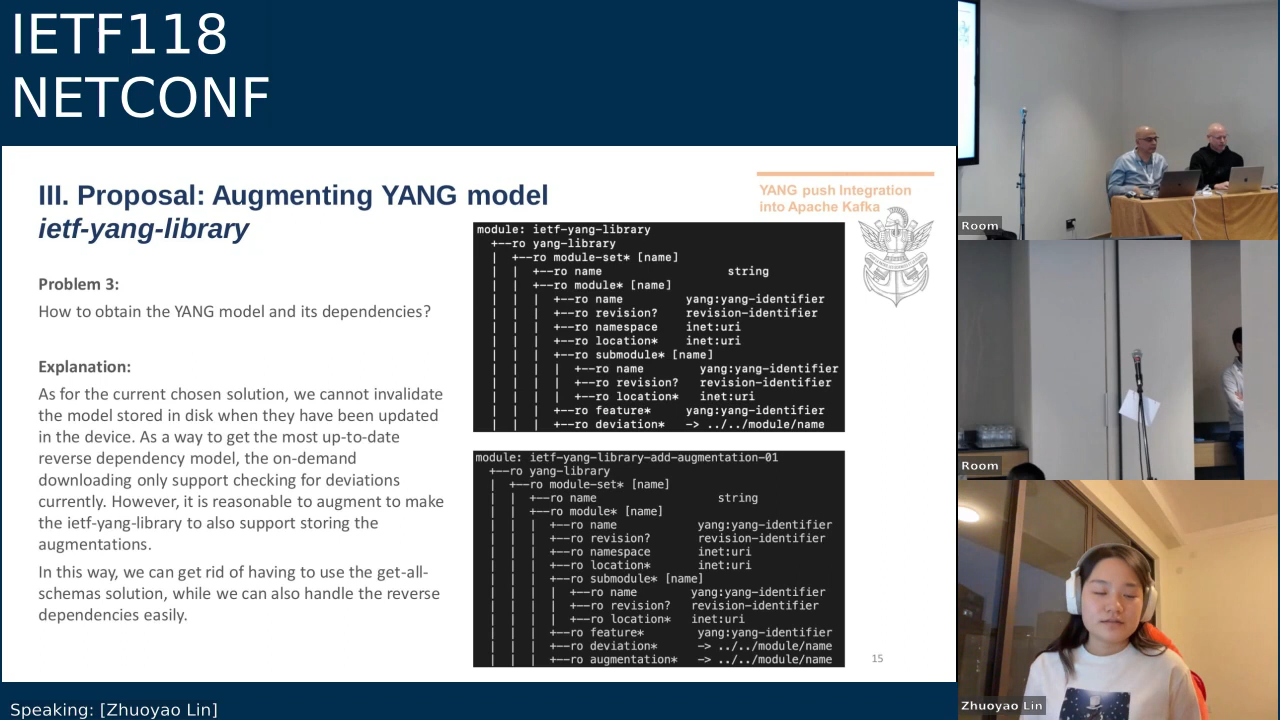 IETF118
NETCONF
III. Proposal: Augmenting YANG model
ietf-yang-library
YANG push Integration
into Apache Kafka
Problem 3:
How to obtain the YANG model and its dependencies?
Explanation:
As for the current chosen solution, we cannot invalidate
the model stored in disk when they have been updated
in the device. As a way to get the most up-to-date
reverse dependency model, the on-demand
downloading only support checking for deviations
currently. However, it is reasonable to augment to make
the ietf-yang-library to also support storing the
augmentations.
In this way, we can get rid of having to use the get-all-
schemas solution, while we can also handle the reverse
dependencies easily.
module: ietf-yang-library
+--ro yang-library
| +--ro module-set* [name]
| | +--ro name string
| | +--ro module* [name]
| | | +--ro name yang:yang-identifier
| | | +--ro revision? revision-identifier
| | | +--ro namespace inet:uri
| | | +--ro location* inet:uri
| | | +--ro submodule* [name]
| | | | +--ro name yang:yang-identifier
| | | | +--ro revision? revision-identifier
| | | | +--ro location* inet:uri
| | | +--ro feature* yang:yang-identifier
| | | +--ro deviation* -> ../../module/name
module: ietf-yang-library-add-augmentation-01
+--ro yang-library
| +--ro module-set* [name]
| | +--ro name string
| | +--ro module* [name]
| | | +--ro name yang:yang-identifier
| | | +--ro revision? revision-identifier
| | | +--ro namespace inet:uri
| | | +--ro location* inet:uri
| | | +--ro submodule* [name]
| | | | +--ro name yang:yang-identifier
| | | | +--ro revision? revision-identifier
| | | | +--ro location* inet:uri
| | | +--ro feature* yang:yang-identifier
| | | +--ro deviation* -> ../../module/name
| | | +--ro augmentation* -> ../../module/name
15
Room
Room
Zhuoyao Lin
Speaking: [Zhuoyao Lin]